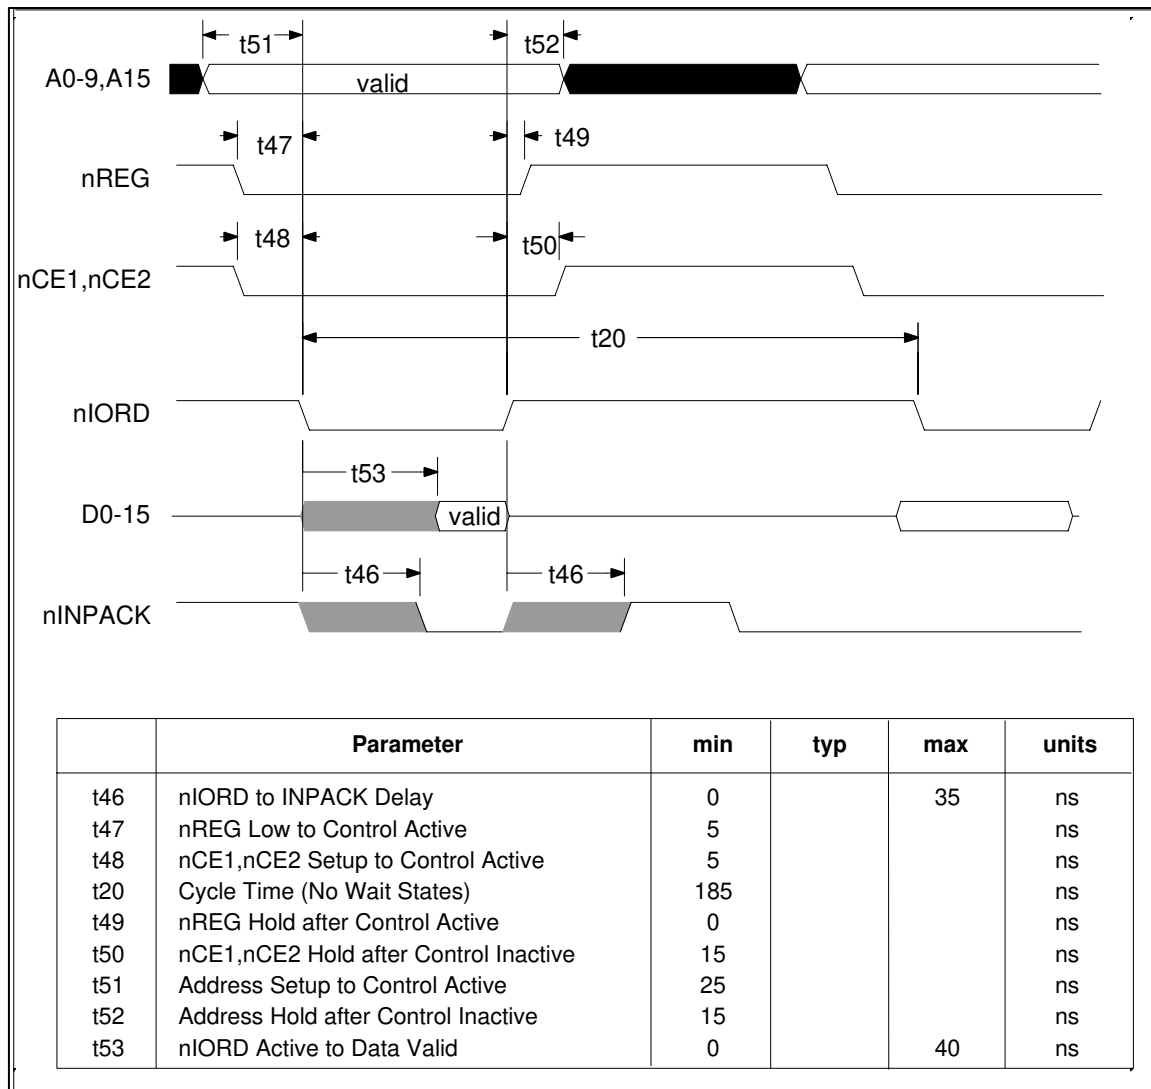 t51 t52
A0-9,A15 valid
t47 t49
nREG
t48 t50
nCE1,nCE2
t20
nIORD
t53
D0-15 valid
t46 t46
nINPACK
Parameter min typ max units
t46 nIORD to INPACK Delay 0 35 ns
t47 nREG Low to Control Active 5 ns
t48 nCE1,nCE2 Setup to Control Active 5 ns
t20 Cycle Time (No Wait States) 185 ns
t49 nREG Hold after Control Active 0 ns
t50 nCE1,nCE2 Hold after Control Inactive 15 ns
t51 Address Setup to Control Active 25 ns
t52 Address Hold after Control Inactive 15 ns
t53 nIORD Active to Data Valid 0 40 ns